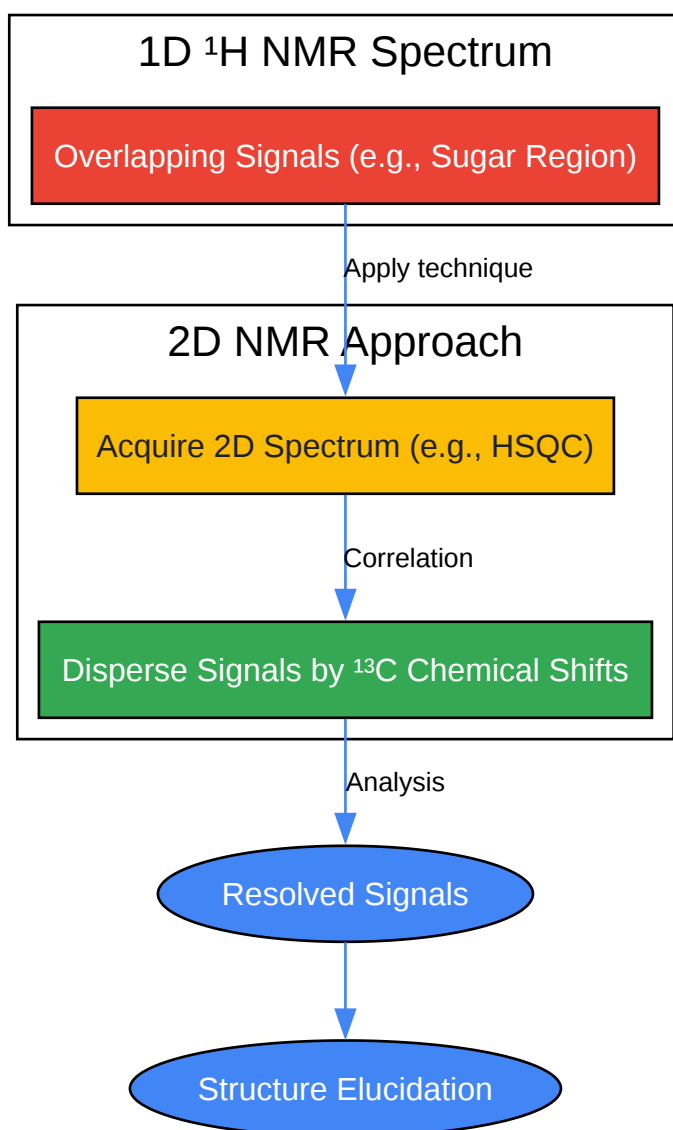 1D ¹H NMR Spectrum
Overlapping Signals (e.g., Sugar Region)
Apply technique
2D NMR Approach
Acquire 2D Spectrum (e.g., HSQC)
Correlation
Disperse Signals by ¹³C Chemical Shifts
Analysis
Resolved Signals
Structure Elucidation